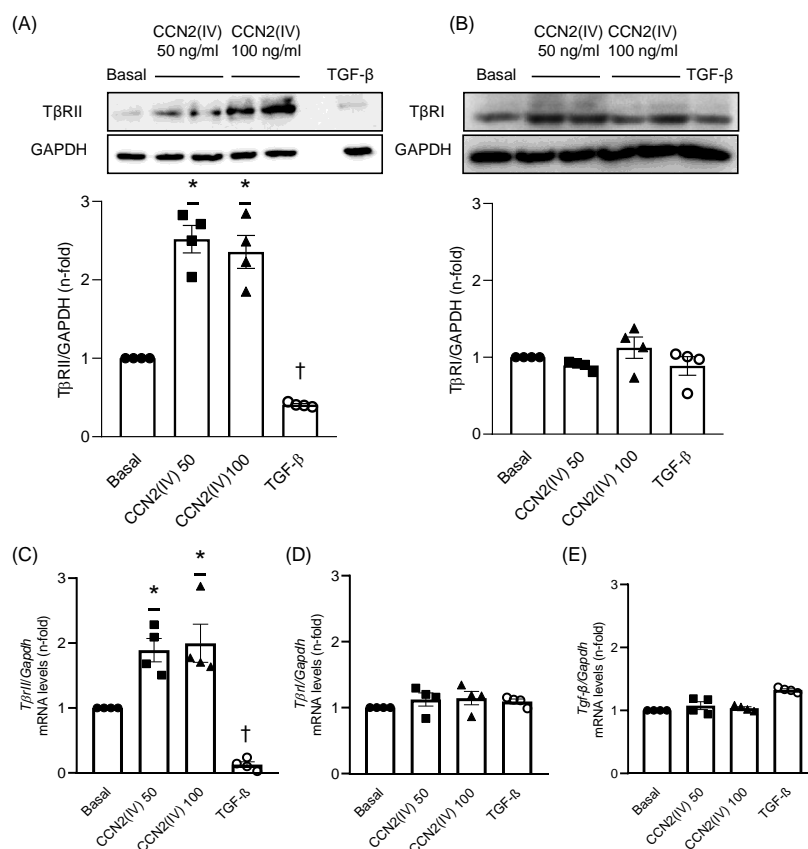 (A)
CCN2(IV) CCN2(IV)
50 ng/ml 100 ng/ml
Basal TGF-β
TβRII
GAPDH
* *
†
3
2
1
0
TβRII/GAPDH (n-fold)
Basal
CCN2(IV) 50
CCN2(IV)100
TGF-β
(B)
CCN2(IV) CCN2(IV)
50 ng/ml 100 ng/ml
Basal TGF-β
TβRI
GAPDH
3
2
1
0
TβRI/GAPDH (n-fold)
Basal
CCN2(IV) 50
CCN2(IV) 100
TGF-β
(C)
* *
†
3
2
1
0
TβrII/Gapdh
mRNA levels (n-fold)
Basal
CCN2(IV) 50
CCN2(IV) 100
TGF-ß
(D)
3
2
1
0
TβrI/Gapdh
mRNA levels (n-fold)
Basal
CCN2(IV) 50
CCN2(IV) 100
TGF-ß
(E)
3
2
1
0
Tgf-β/Gapdh
mRNA levels (n-fold)
Basal
CCN2(IV) 50
CCN2(IV) 100
TGF-ß